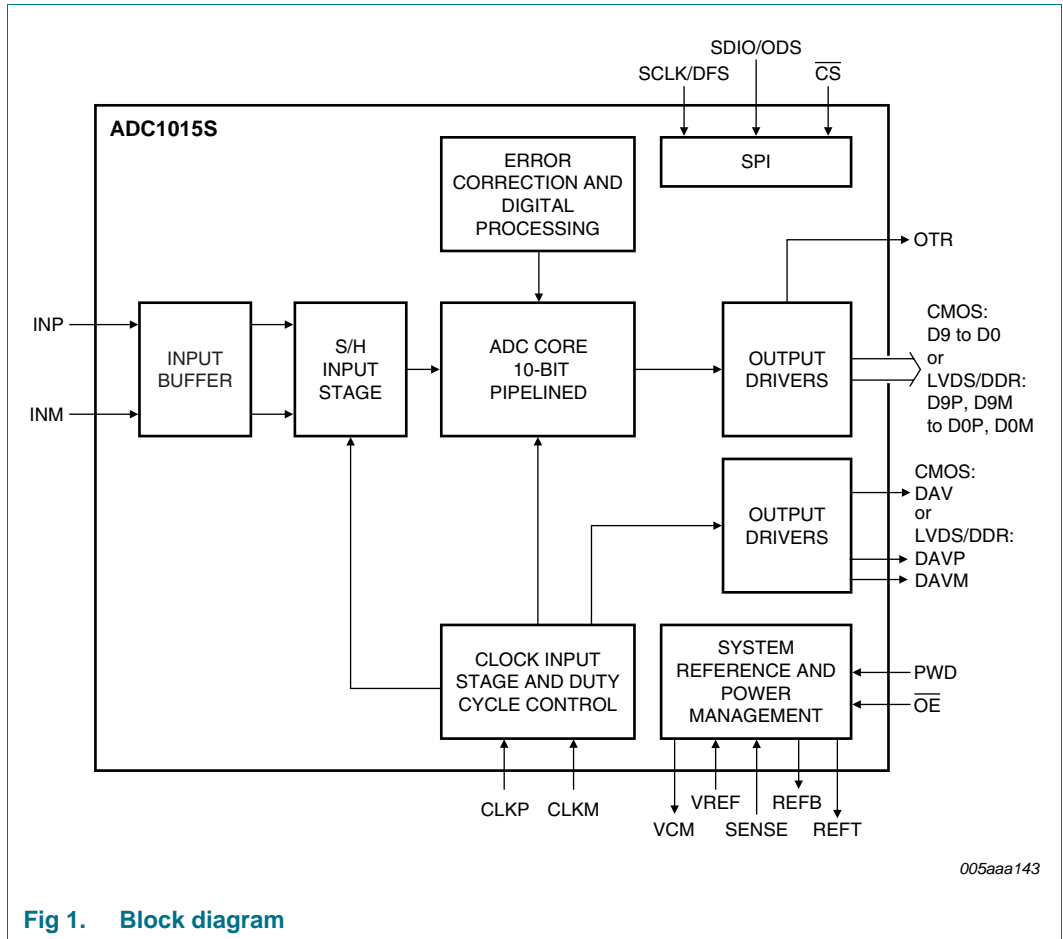 SDIO/ODS
SCLK/DFS
CS
ADC1015S
ERROR
CORRECTION AND
DIGITAL
PROCESSING
SPI
OTR
INP
INM
INPUT
BUFFER
S/H
INPUT
STAGE
ADC CORE
10-BIT
PIPELINED
OUTPUT
DRIVERS
CMOS:
D9 to D0
or
LVDS/DDR:
D9P, D9M
to D0P, D0M
OUTPUT
DRIVERS
CMOS:
DAV
or
LVDS/DDR:
DAVP
DAVM
CLOCK INPUT
STAGE AND DUTY
CYCLE CONTROL
SYSTEM
REFERENCE AND
POWER
MANAGEMENT
PWD
OE
CLKP CLKM
VREF REFB
VCM SENSE REFT
005aaa143
Fig 1. Block diagram